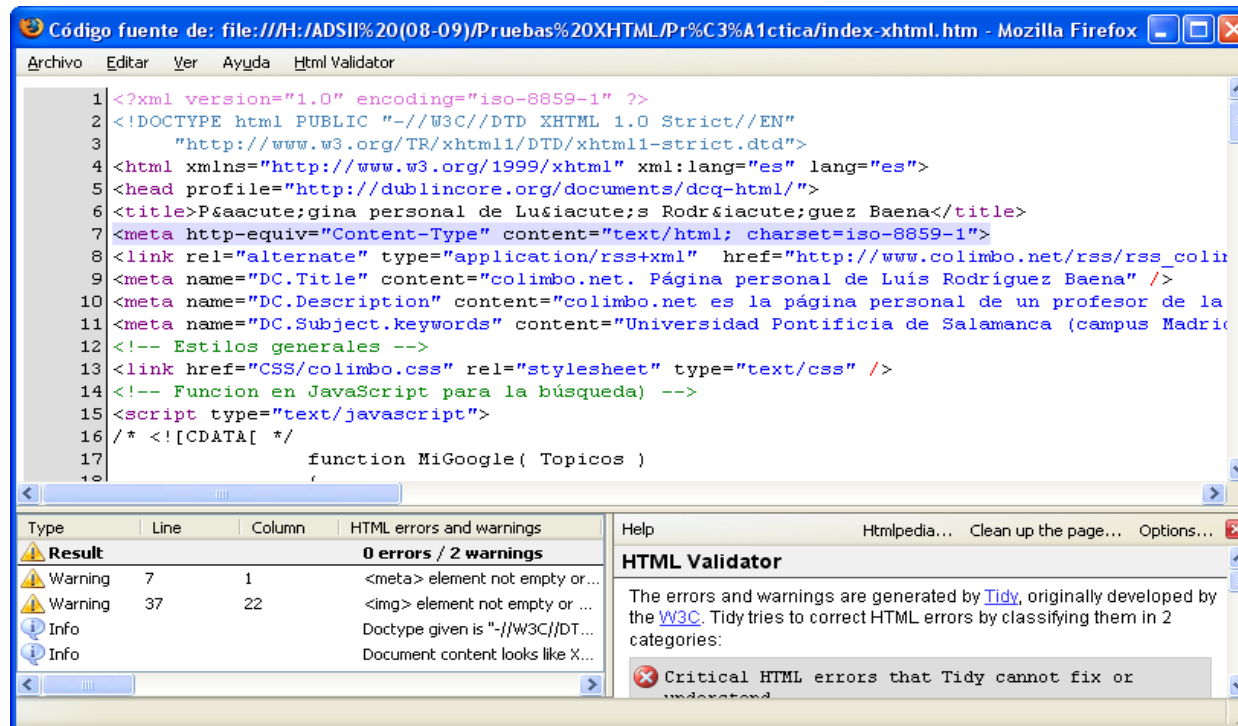 Código fuente de: file:///H:/ADSII%20(08-09)/Pruebas%20XHTML/Pr%C3%A1ctica/index-xhtml.htm - Mozilla Firefox
Archivo Editar Ver Ayuda Html Validator
1 <?xml version="1.0" encoding="iso-8859-1" ?>
2 <!DOCTYPE html PUBLIC "-//W3C//DTD XHTML 1.0 Strict//EN"
3 "http://www.w3.org/TR/xhtml1/DTD/xhtml1-strict.dtd">
4 <html xmlns="http://www.w3.org/1999/xhtml" xml:lang="es" lang="es">
5 <head profile="http://dublincore.org/documents/dcq-html/">
6 <title>P&aacute;gina personal de Lu&iacute;s Rodr&iacute;guez Baena</title>
7 <meta http-equiv="Content-Type" content="text/html; charset=iso-8859-1">
8 <link rel="alternate" type="application/rss+xml" href="http://www.colimbo.net/rss/rss_colim
9 <meta name="DC.Title" content="colimbo.net. Página personal de Luís Rodríguez Baena" />
10 <meta name="DC.Description" content="colimbo.net es la página personal de un profesor de la
11 <meta name="DC.Subject.keywords" content="Universidad Pontificia de Salamanca (campus Madrid
12 <!-- Estilos generales -->
13 <link href="CSS/colimbo.css" rel="stylesheet" type="text/css" />
14 <!-- Funcion en JavaScript para la búsqueda) -->
15 <script type="text/javascript">
16 /* <![CDATA[ */
17 function MiGoogle( Topicos )
18 {
Type Line Column HTML errors and warnings
Result 0 errors / 2 warnings
Warning 7 1 <meta> element not empty or...
Warning 37 22 <img> element not empty or ...
Info Doctype given is "-//W3C//DT...
Info Document content looks like X...
Help Htmlpedia... Clean up the page... Options...
HTML Validator
The errors and warnings are generated by Tidy, originally developed by
the W3C. Tidy tries to correct HTML errors by classifying them in 2
categories:
Critical HTML errors that Tidy cannot fix or
understand